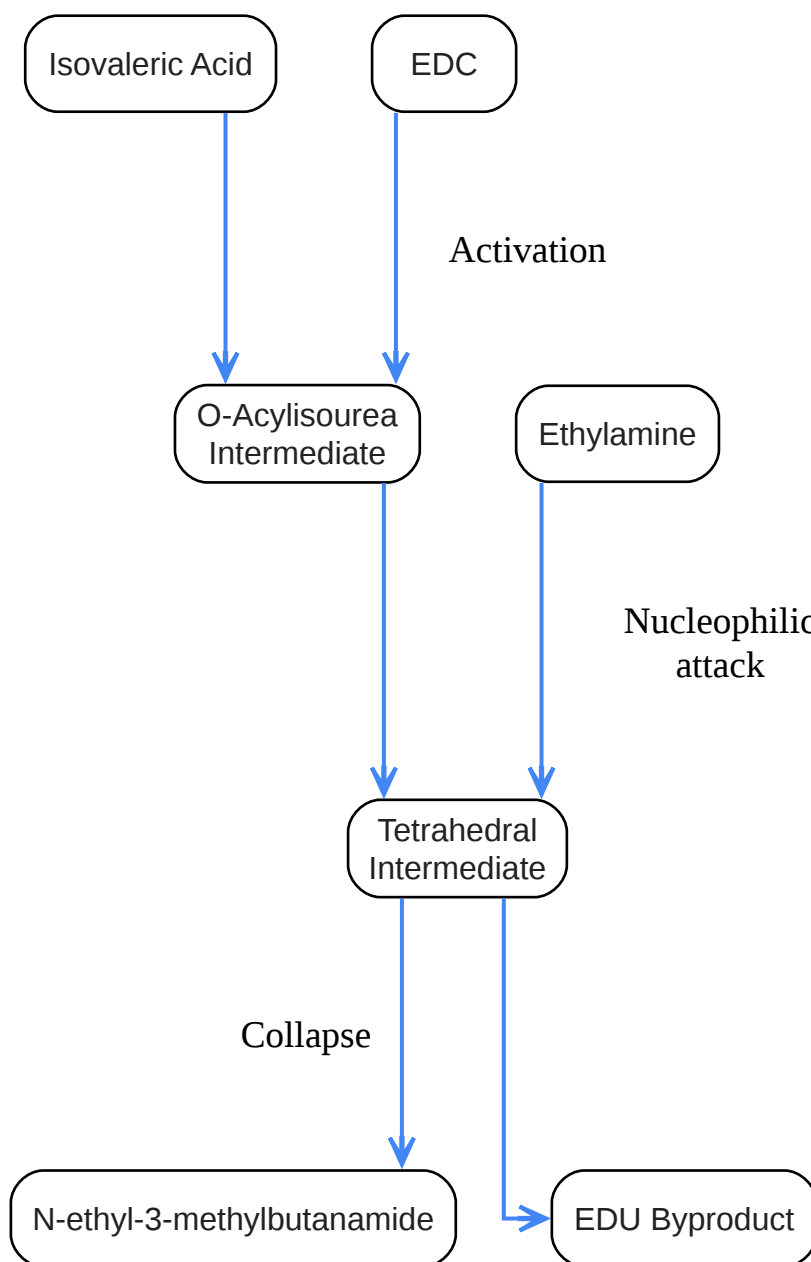 Isovaleric Acid
EDC
Activation
O-Acylisourea
Intermediate
Ethylamine
Nucleophilic
attack
Tetrahedral
Intermediate
Collapse
N-ethyl-3-methylbutanamide
EDU Byproduct